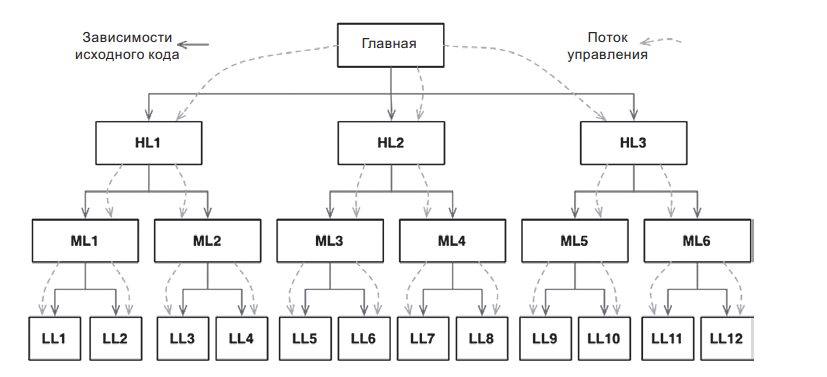 Зависимости
исходного кода
Главная
Поток
управления
HL1
HL2
HL3
ML1
ML2
ML3
ML4
ML5
ML6
LL1
LL2
LL3
LL4
LL5
LL6
LL7
LL8
LL9
LL10
LL11
LL12